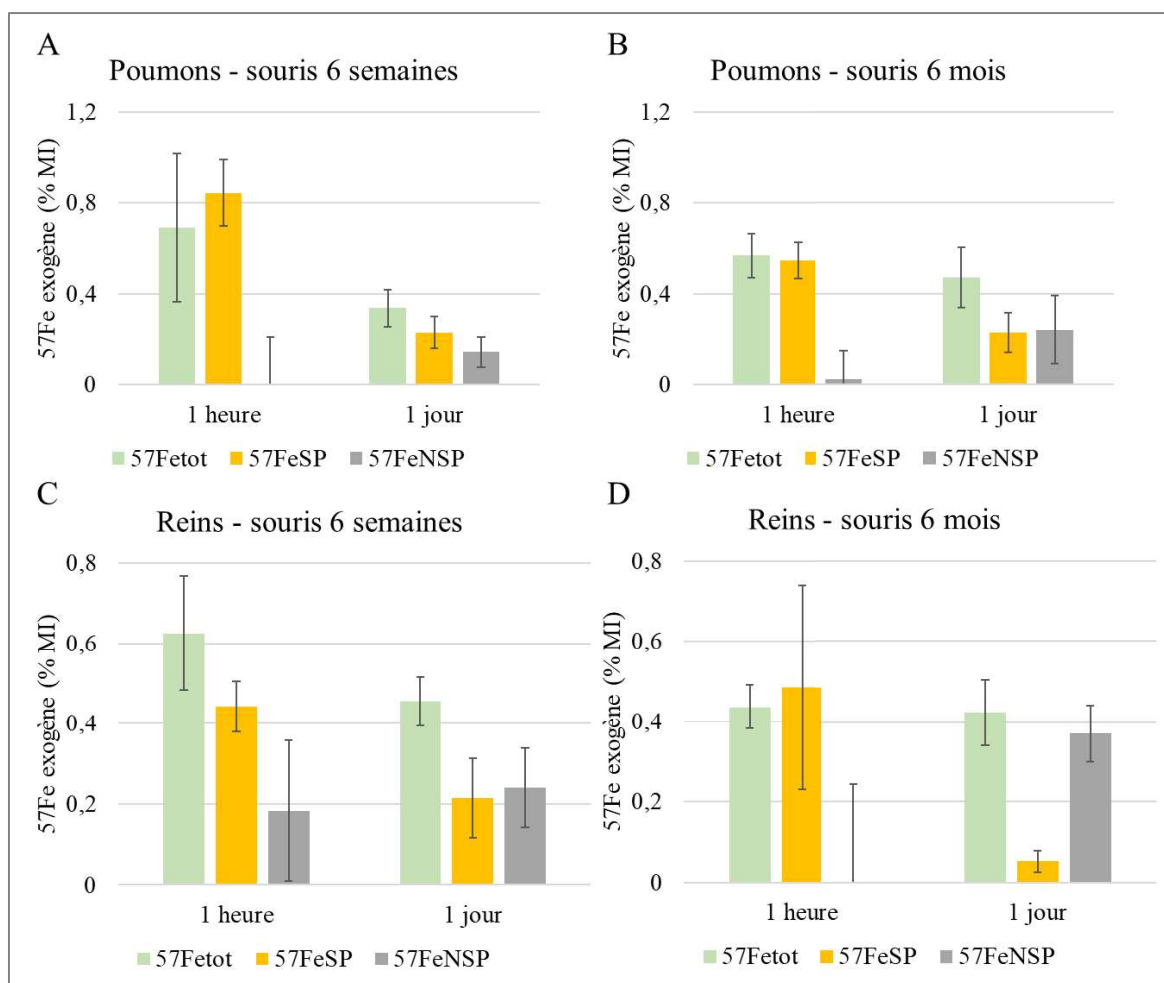 A
Poumons - souris 6 semaines
57Fe exogène (% MI)
1,2
0,8
0,4
0
1 heure
1 jour
57Fetot
57FeSP
57FeNSP
B
Poumons - souris 6 mois
57Fe exogène (% MI)
1,2
0,8
0,4
0
1 heure
1 jour
57Fetot
57FeSP
57FeNSP
C
Reins - souris 6 semaines
57Fe exogène (% MI)
0,8
0,6
0,4
0,2
0
1 heure
1 jour
57Fetot
57FeSP
57FeNSP
D
Reins - souris 6 mois
57Fe exogène (% MI)
0,8
0,6
0,4
0,2
0
1 heure
1 jour
57Fetot
57FeSP
57FeNSP